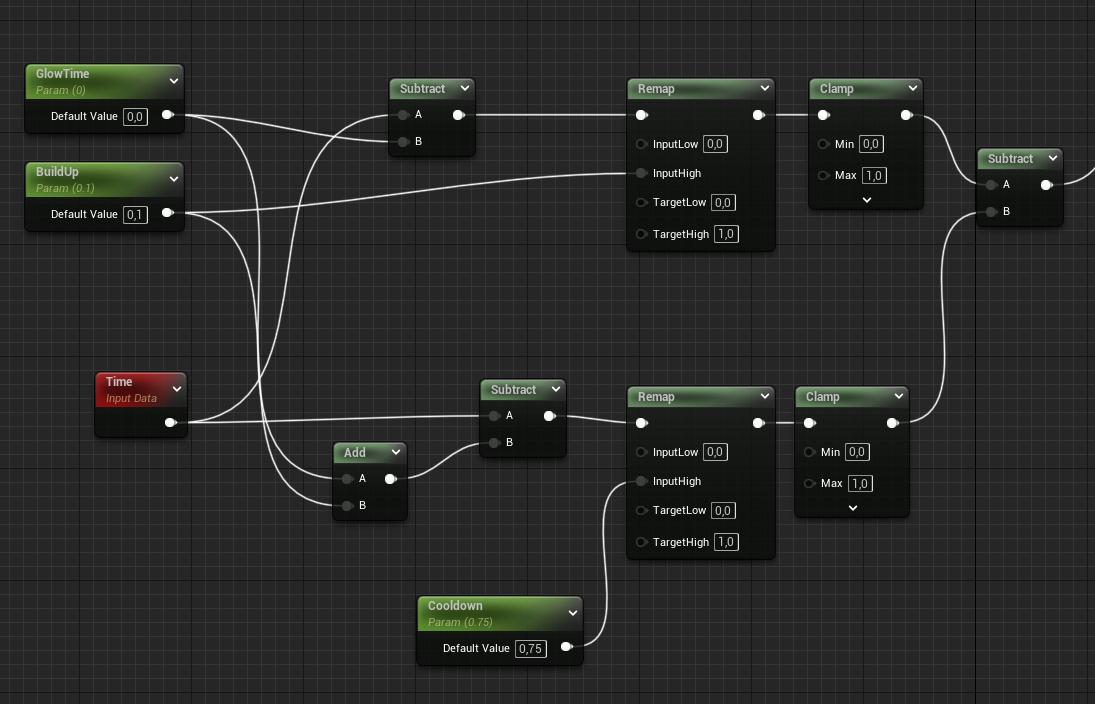 GlowTime
Param (0)
Default Value 0,0
BuildUp
Param (0.1)
Default Value 0,1
Subtract
A
B
Remap
InputLow 0,0
InputHigh
TargetLow 0,0
TargetHigh 1,0
Clamp
Min 0,0
Max 1,0
Subtract
A
B
Time
Input Data
Add
A
B
Subtract
A
B
Remap
InputLow 0,0
InputHigh
TargetLow 0,0
TargetHigh 1,0
Clamp
Min 0,0
Max 1,0
Cooldown
Param (0.75)
Default Value 0,75